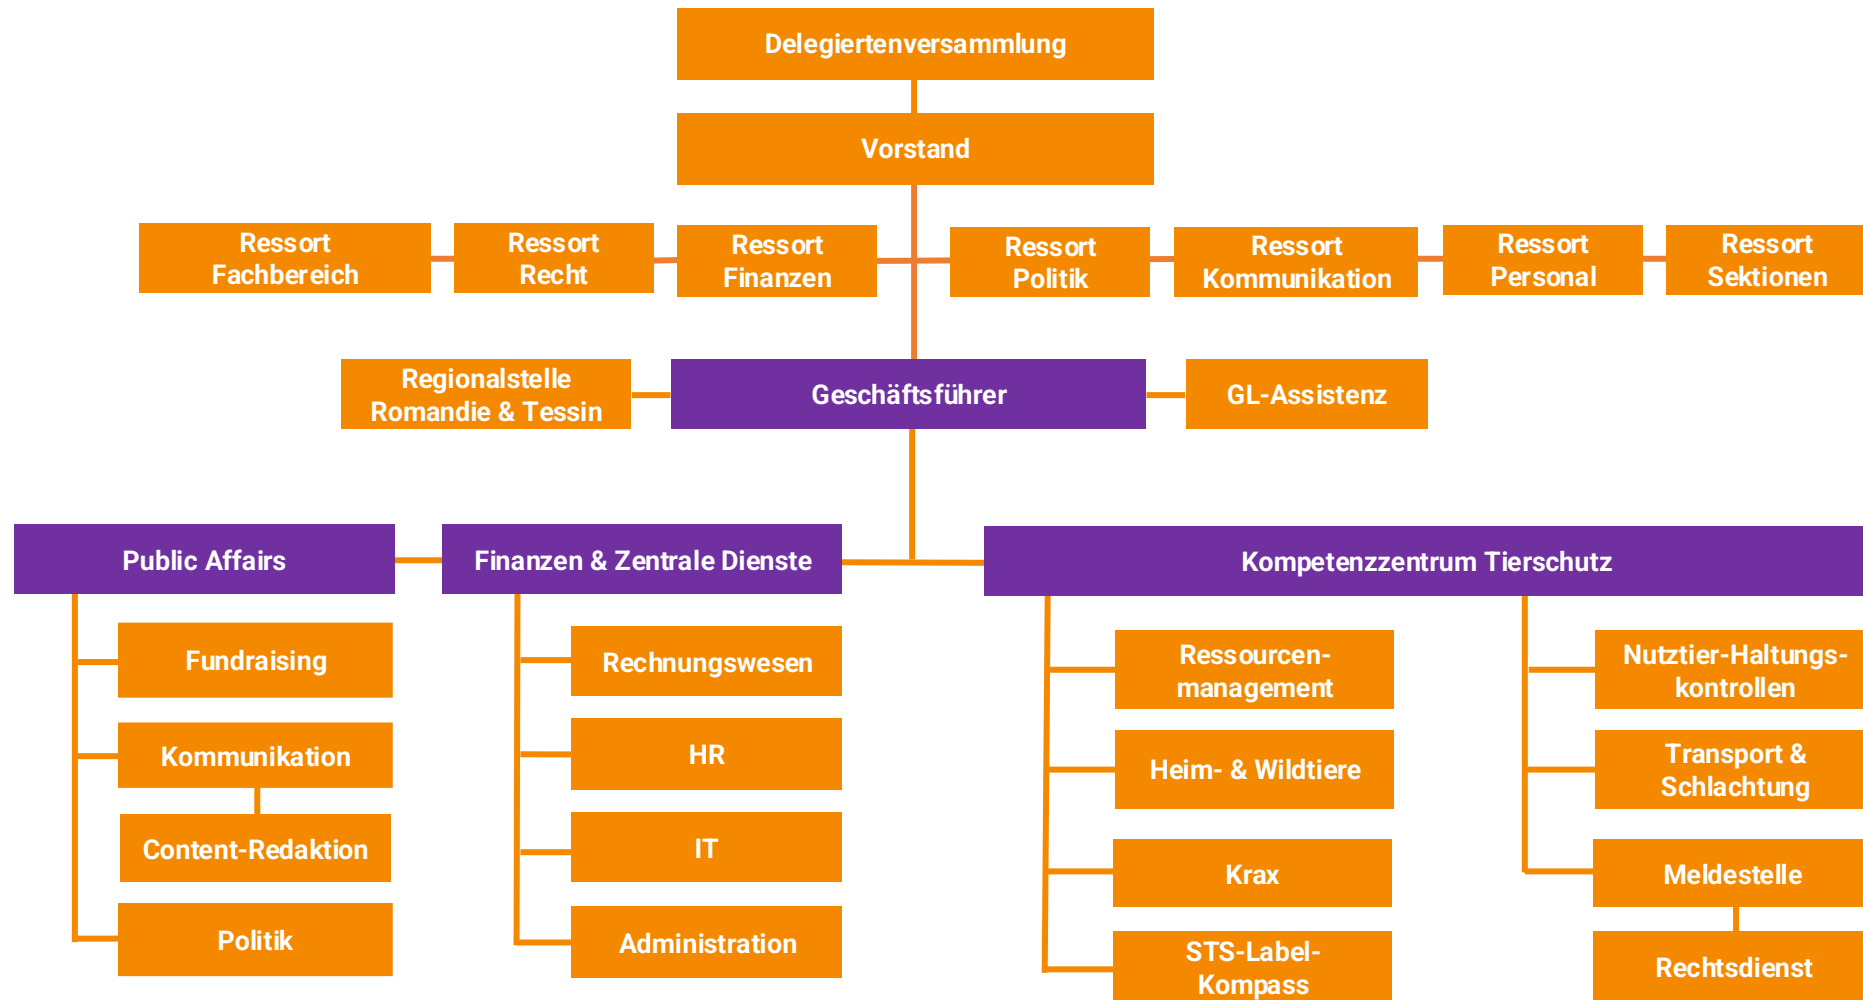 Delegiertenversammlung
Vorstand
Ressort
Fachbereich
Ressort
Recht
Ressort
Finanzen
Ressort
Politik
Ressort
Kommunikation
Ressort
Personal
Ressort
Sektionen
Regionalstelle
Romandie & Tessin
Geschäftsführer
GL-Assistenz
Public Affairs
Finanzen & Zentrale Dienste
Kompetenzzentrum Tierschutz
Fundraising
Kommunikation
Content-Redaktion
Politik
Rechnungswesen
HR
IT
Administration
Ressourcen-
management
Heim- & Wildtiere
Krax
STS-Label-
Kompass
Nutztier-Haltungs-
kontrollen
Transport &
Schlachtung
Meldestelle
Rechtsdienst